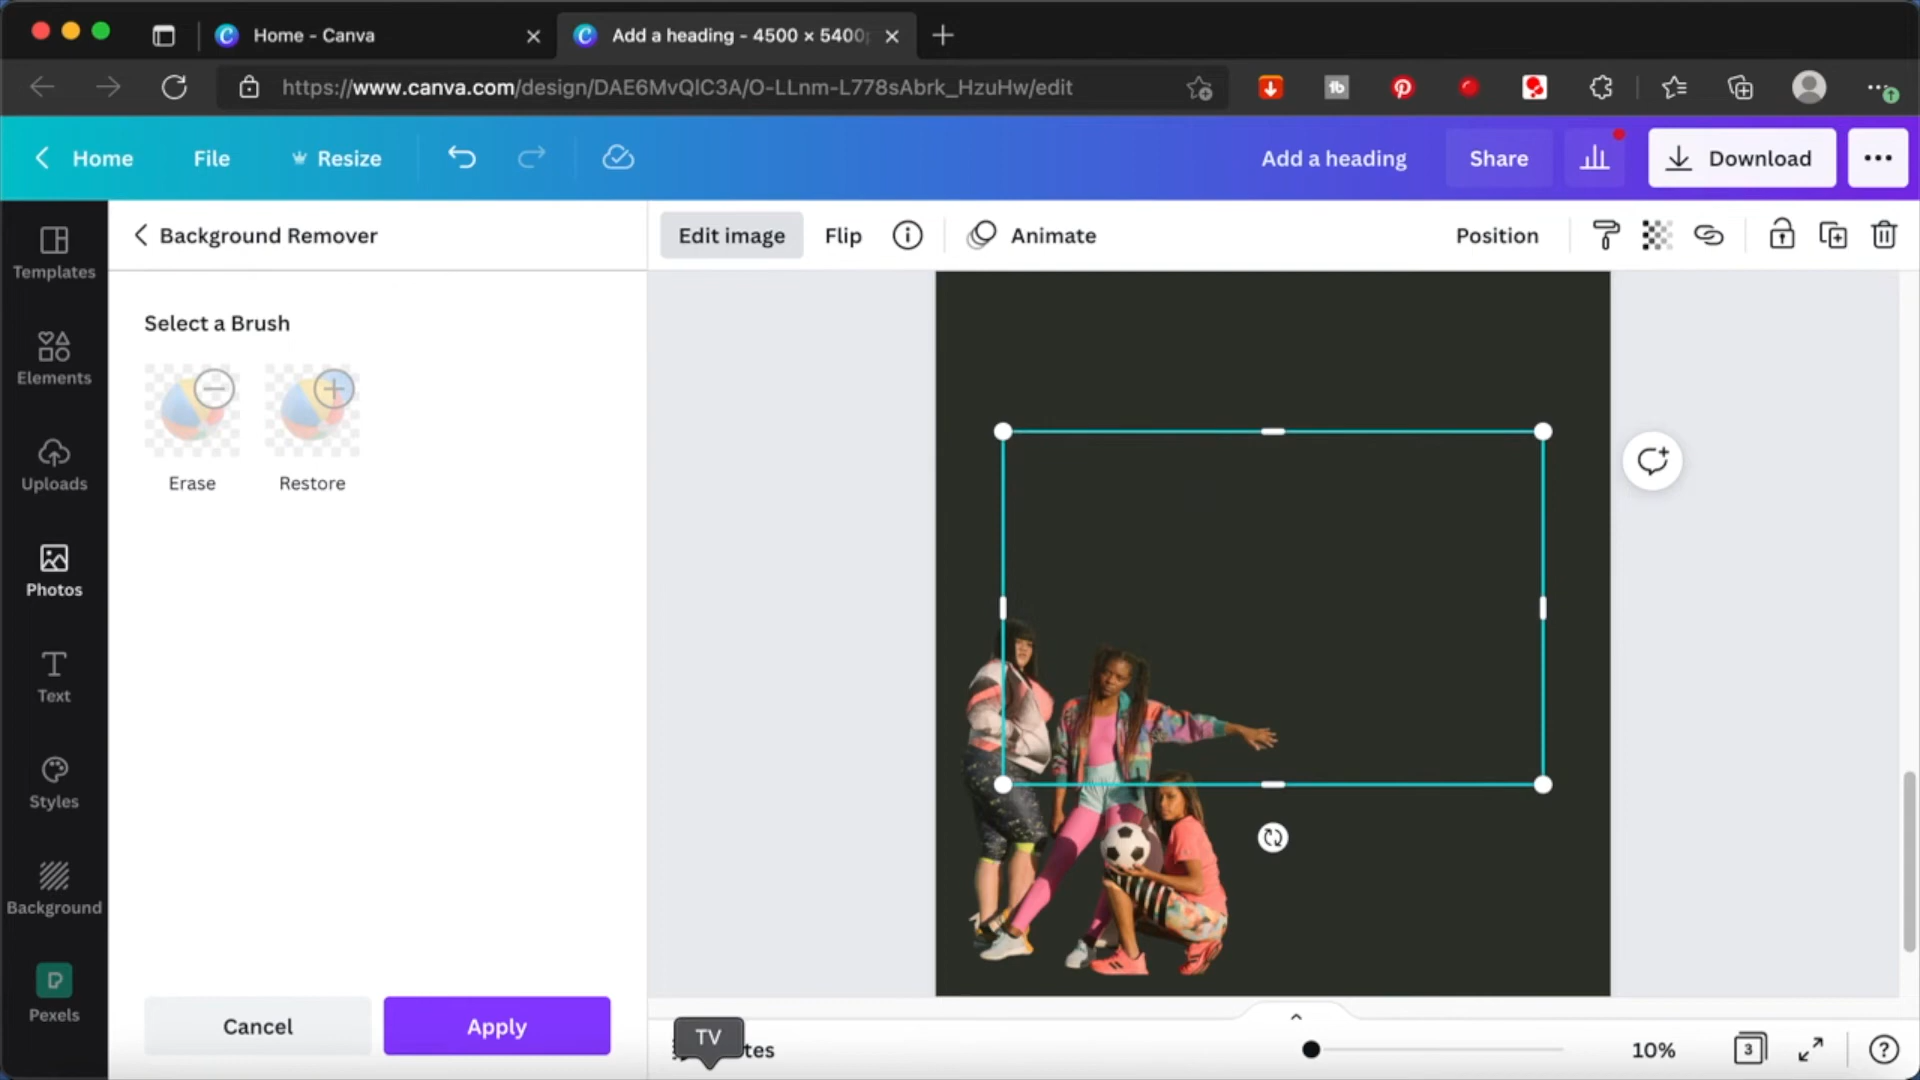 Home - Canva
Add a heading - 4500 × 5400p
https://www.canva.com/design/DAE6MvQlC3A/O-LLnm-L778sAbrk_HzuHw/edit
Home
File
Resize
Add a heading
Share
Download
Templates
Elements
Uploads
Photos
Text
Styles
Background
Pexels
Background Remover
Select a Brush
Erase
Restore
Cancel
Apply
Edit image
Flip
Animate
Position
TV
tes
10%
3